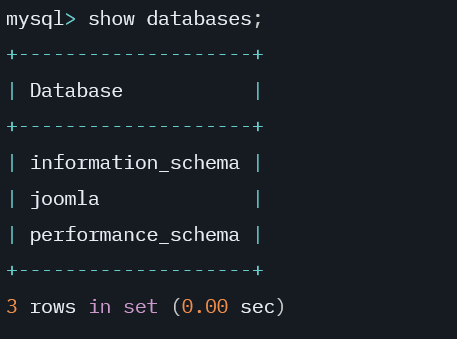 mysql> show databases;
+--------------------+
| Database           |
+--------------------+
| information_schema |
| joomla             |
| performance_schema |
+--------------------+
3 rows in set (0.00 sec)